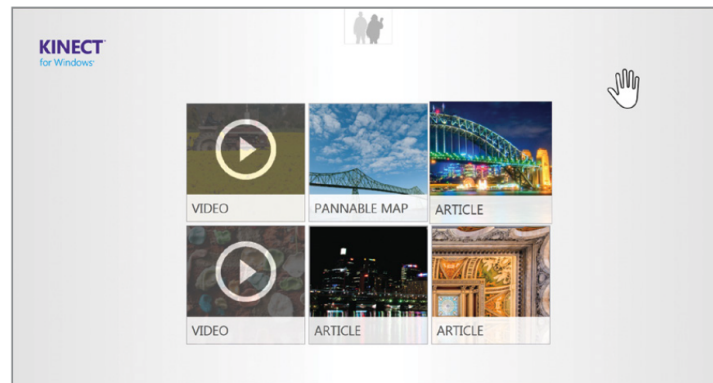 KINECT
for Windows
VIDEO
PANNABLE MAP
ARTICLE
VIDEO
ARTICLE
ARTICLE